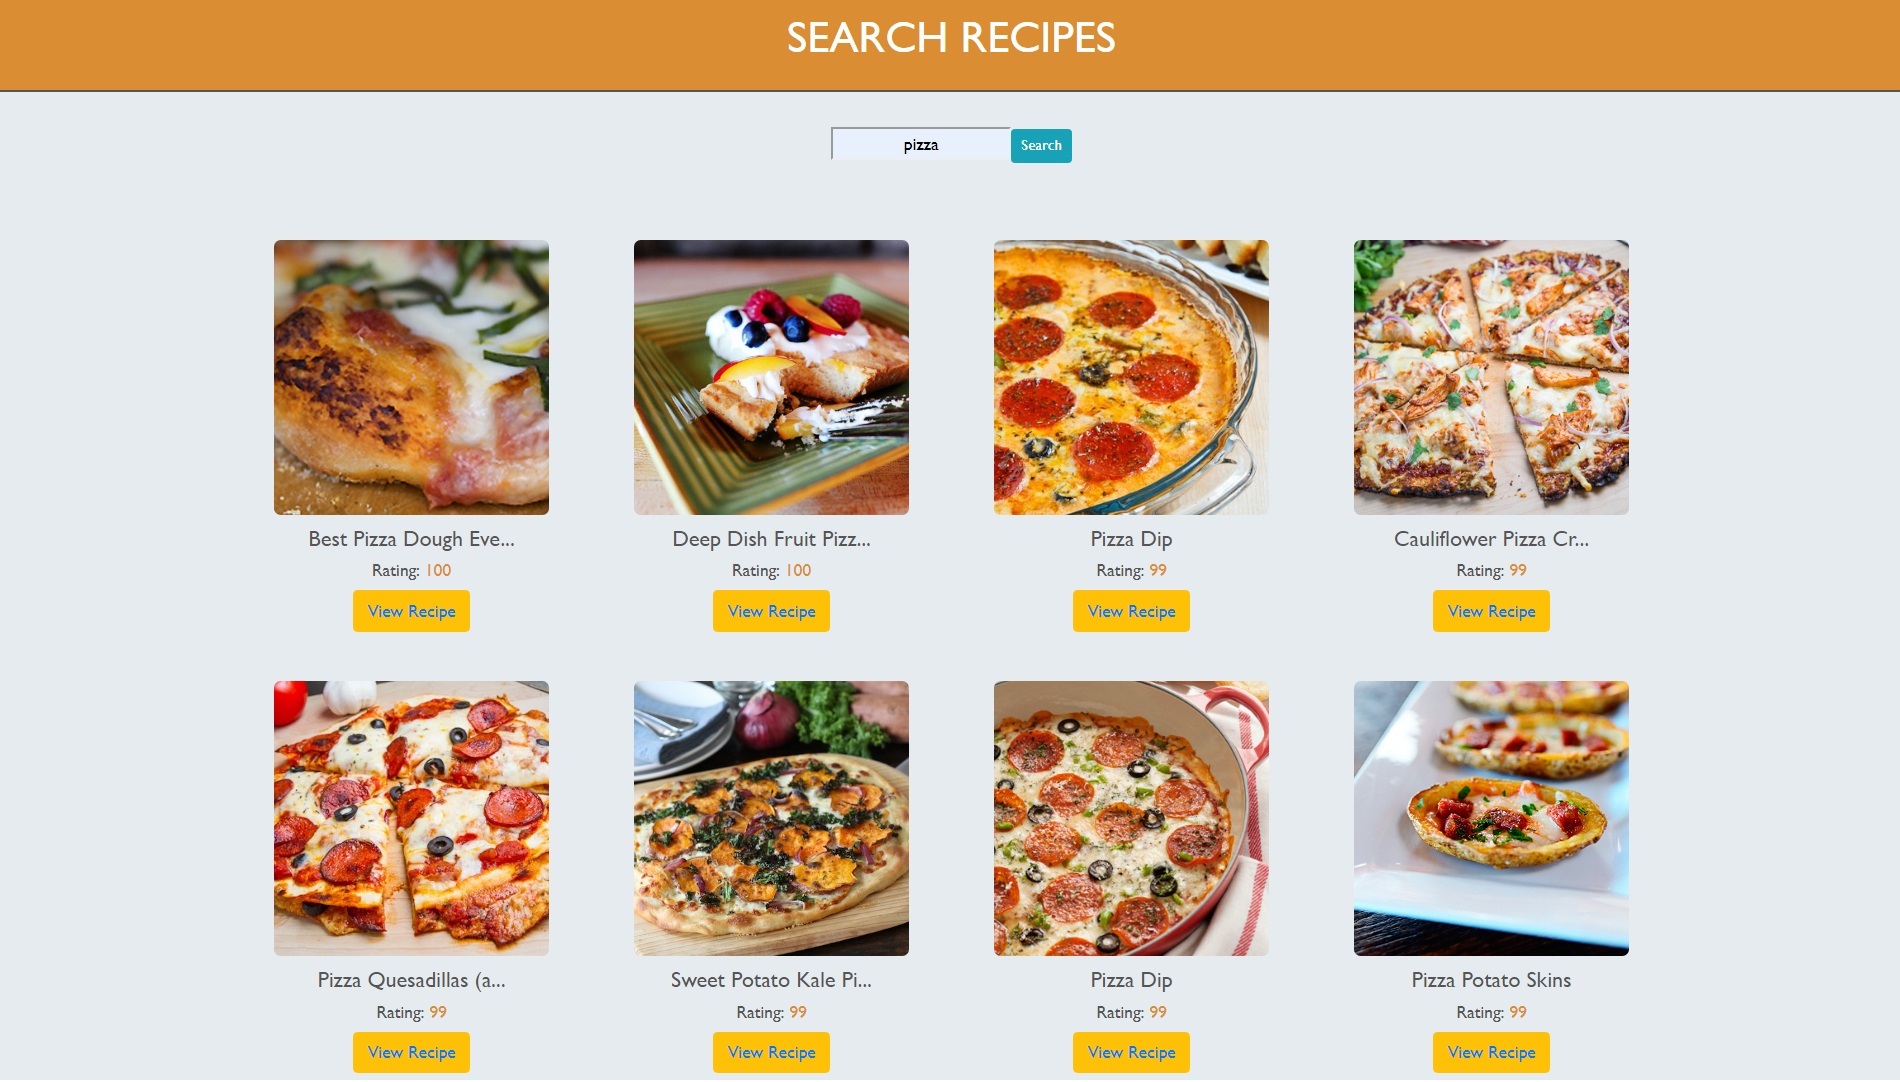 SEARCH RECIPES
pizza Search
Best Pizza Dough Eve... Deep Dish Fruit Pizz... Pizza Dip Cauliflower Pizza Cr...
Rating: 100 Rating: 100 Rating: 99 Rating: 99
View Recipe View Recipe View Recipe View Recipe
Pizza Quesadillas (a... Sweet Potato Kale Pi... Pizza Dip Pizza Potato Skins
Rating: 99 Rating: 99 Rating: 99 Rating: 99
View Recipe View Recipe View Recipe View Recipe